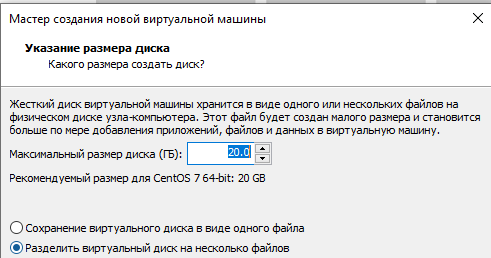 Мастер создания новой виртуальной машины
Указание размера диска
Какого размера создать диск?
Жесткий диск виртуальной машины хранится в виде одного или нескольких файлов на
физическом диске узла-компьютера. Этот файл будет создан малого размера и становится
больше по мере добавления приложений, файлов и данных в виртуальную машину.
Максимальный размер диска (ГБ): 20.0
Рекомендуемый размер для CentOS 7 64-bit: 20 GB
Сохранение виртуального диска в виде одного файла
Разделить виртуальный диск на несколько файлов